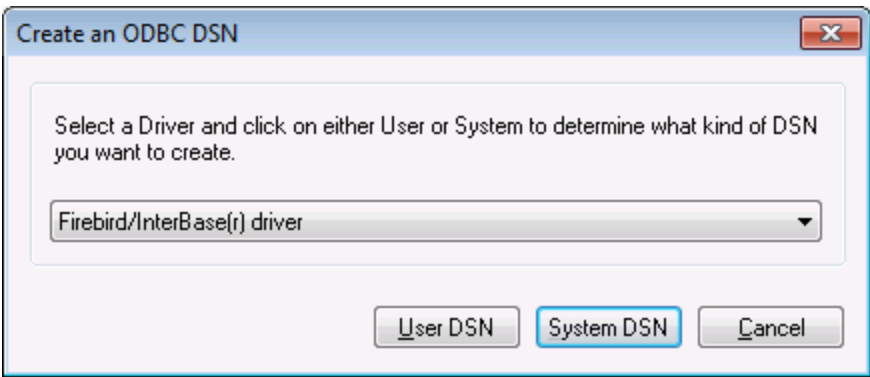 Create an ODBC DSN
Select a Driver and click on either User or System to determine what kind of DSN
you want to create.
Firebird/InterBase(r) driver
User DSN
System DSN
Cancel